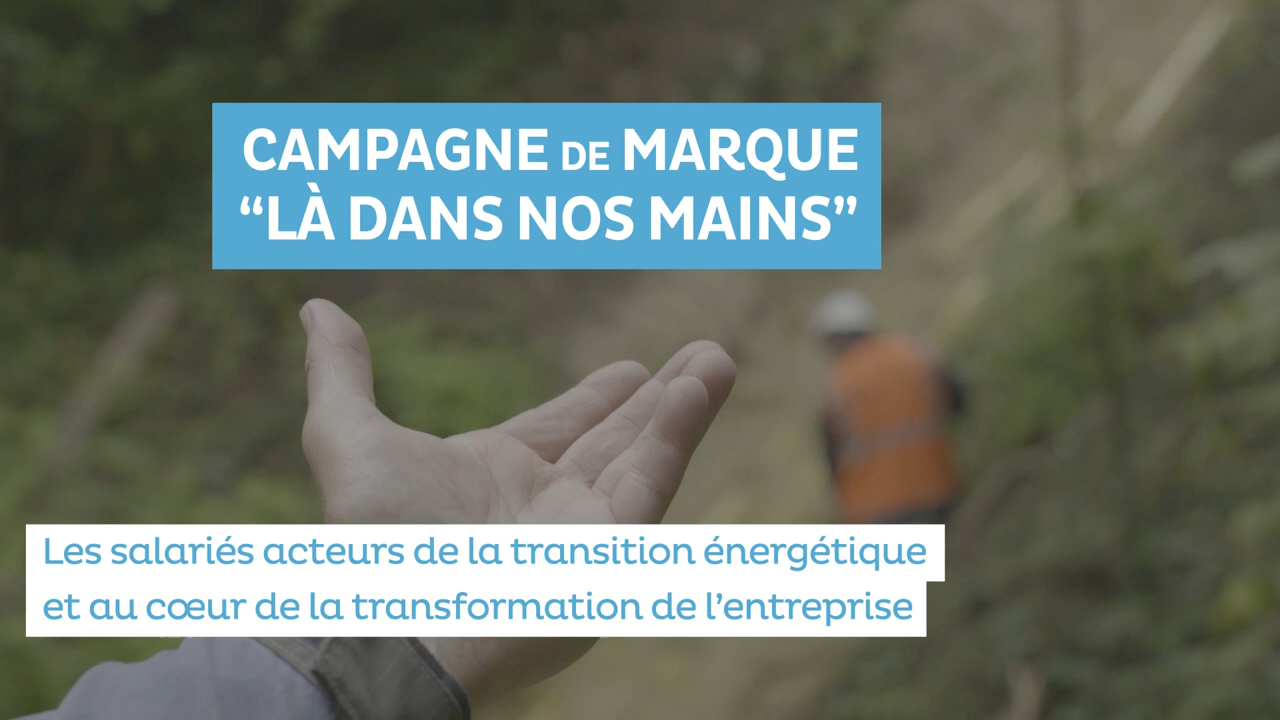 CAMPAGNE DE MARQUE
“LÀ DANS NOS MAINS”
Les salariés acteurs de la transition énergétique
et au cœur de la transformation de l’entreprise